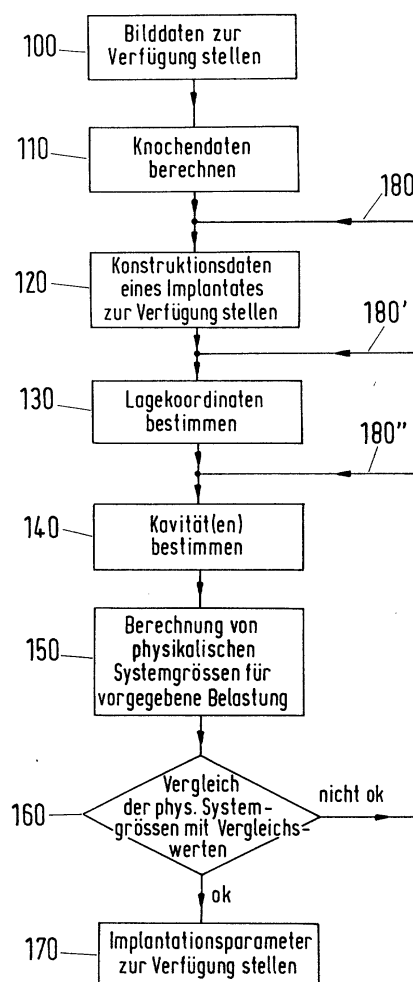 100
Bilddaten zur
Verfügung stellen
110
Knochendaten
berechnen
180
120
Konstruktionsdaten
eines Implantates
zur Verfügung stellen
180'
130
Lagekoordinaten
bestimmen
180''
140
Kavität(en)
bestimmen
150
Berechnung von
physikalischen
Systemgrössen für
vorgegebene Belastung
160
Vergleich
der phys. System-
grössen mit Vergleichs-
werten
nicht ok
ok
170
Implantationsparameter
zur Verfügung stellen